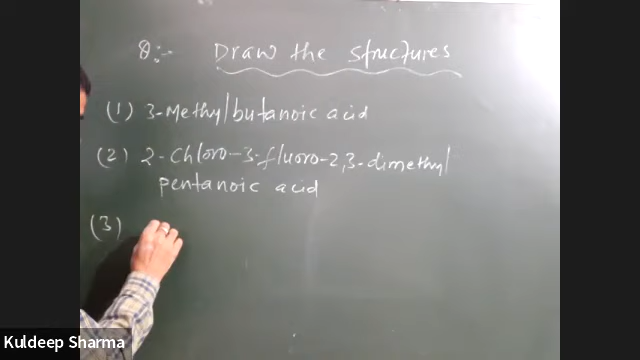 Q:- Draw the structures
(1) 3-Methylbutanoic acid
(2) 2-Chloro-3-fluoro-2,3-dimethyl
pentanoic acid
(3)
Kuldeep Sharma